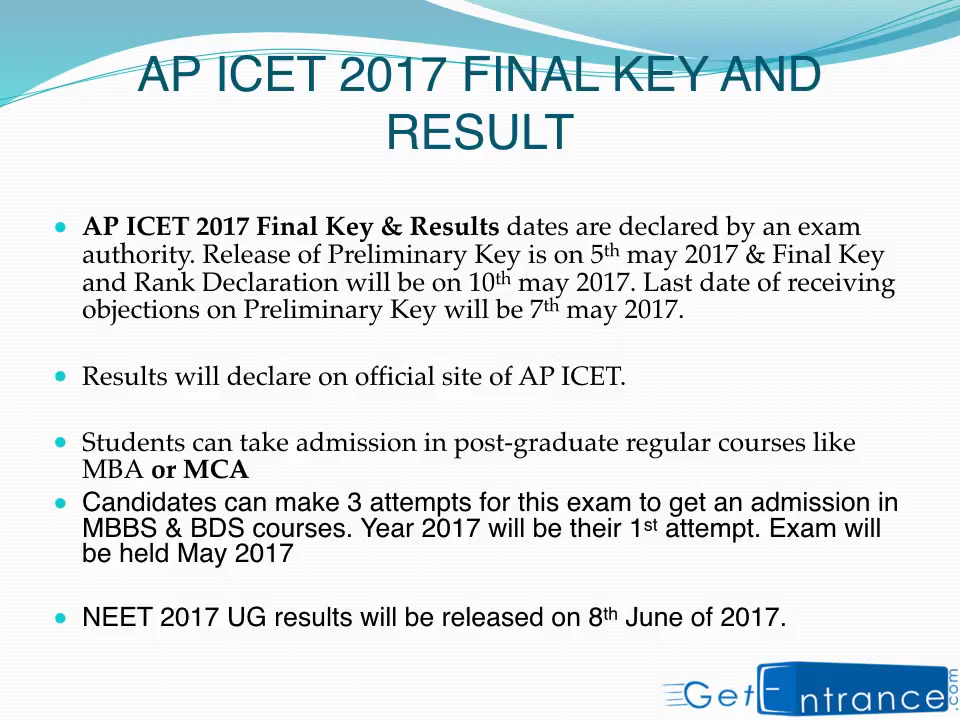 AP ICET 2017 FINAL KEY AND
RESULT
• AP ICET 2017 Final Key & Results dates are declared by an exam
authority. Release of Preliminary Key is on 5th may 2017 & Final Key
and Rank Declaration will be on 10th may 2017. Last date of receiving
objections on Preliminary Key will be 7th may 2017.
• Results will declare on official site of AP ICET.
• Students can take admission in post-graduate regular courses like
MBA or MCA
• Candidates can make 3 attempts for this exam to get an admission in
MBBS & BDS courses. Year 2017 will be their 1st attempt. Exam will
be held May 2017
• NEET 2017 UG results will be released on 8th June of 2017.
GetEntrance.com